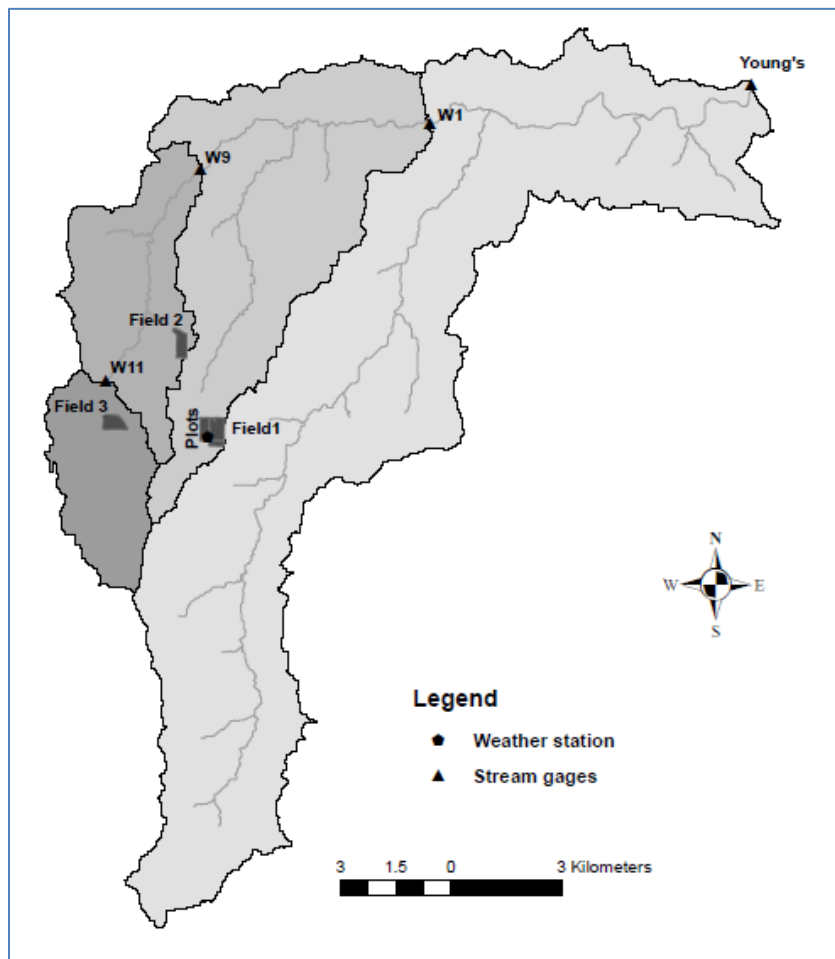 Young's
W1
W9
Field 2
W11
Field 3
Plots
Field1
N
W E
S
Legend
Weather station
Stream gages
3 1.5 0 3 Kilometers